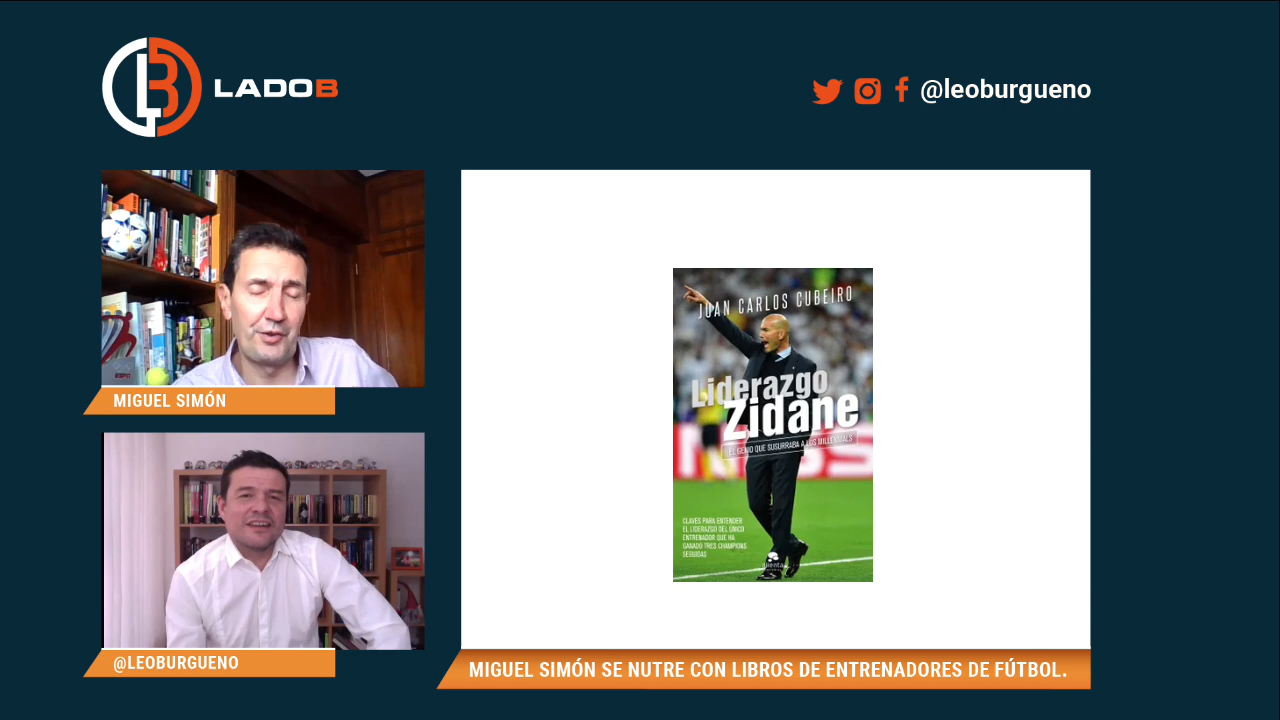 LADOB
@leoburgueno
ESPN
MIGUEL SIMÓN
@LEOBURGUENO
JUAN CARLOS CUBEIRO
Liderazgo
Zidane
EL GENIO QUE SUSURRABA A LOS MILLENNIALS
CLAVES PARA ENTENDER
EL LIDERAZGO DEL ÚNICO
ENTRENADOR QUE HA
GANADO TRES CHAMPIONS
SEGUIDAS
MIGUEL SIMÓN SE NUTRE CON LIBROS DE ENTRENADORES DE FÚTBOL.